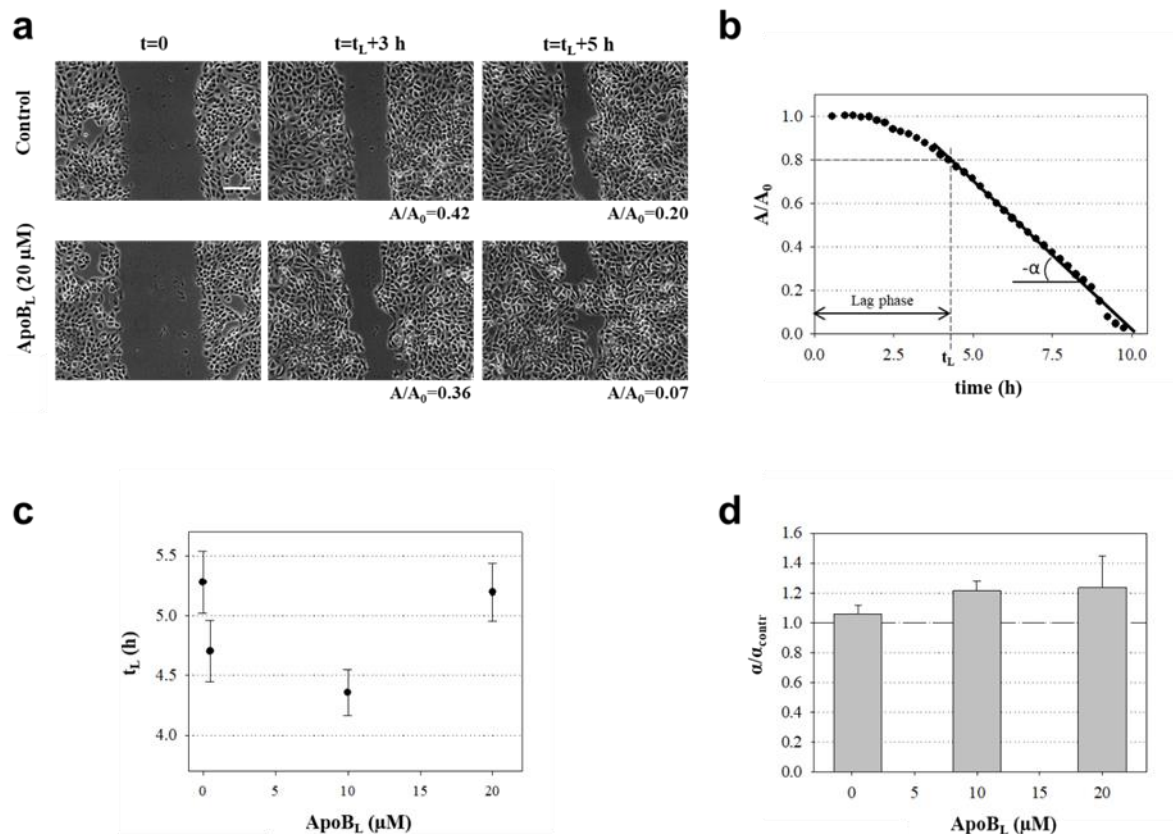 a
t=0 t=tL+3 h t=tL+5 h
Control
A/A0=0.42 A/A0=0.20
ApoBL (20 μM)
A/A0=0.36 A/A0=0.07
b
A/A0
1.0
0.8
0.6
0.4
0.2
0.0
-α
Lag phase
0.0 2.5 tL 5.0 7.5 10.0
time (h)
c
tL (h)
5.5
5.0
4.5
4.0
0 5 10 15 20
ApoBL (μM)
d
α/αcontr
1.6
1.4
1.2
1.0
0.8
0.6
0.4
0.2
0.0
0 5 10 15 20
ApoBL (μM)